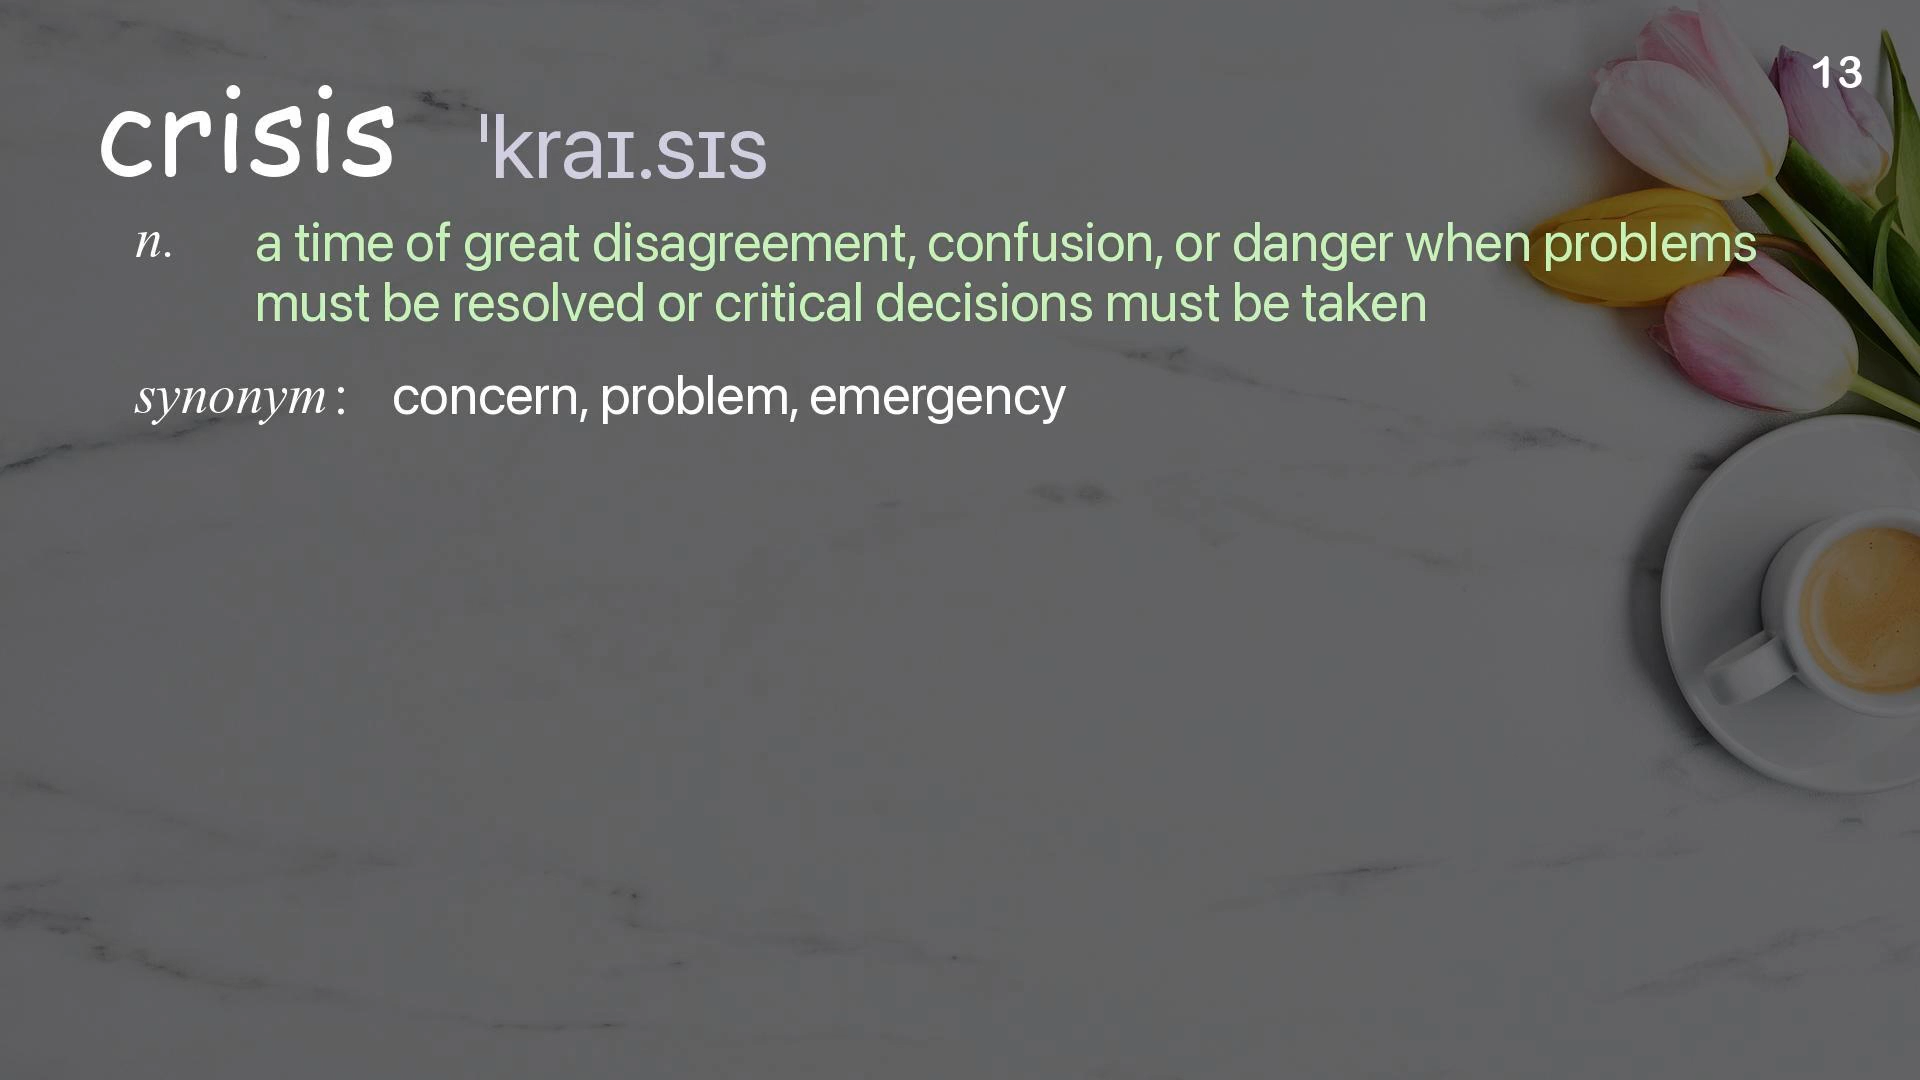 13
crisis ˈkraɪ.sɪs
n. a time of great disagreement, confusion, or danger when problems
must be resolved or critical decisions must be taken
synonym: concern, problem, emergency